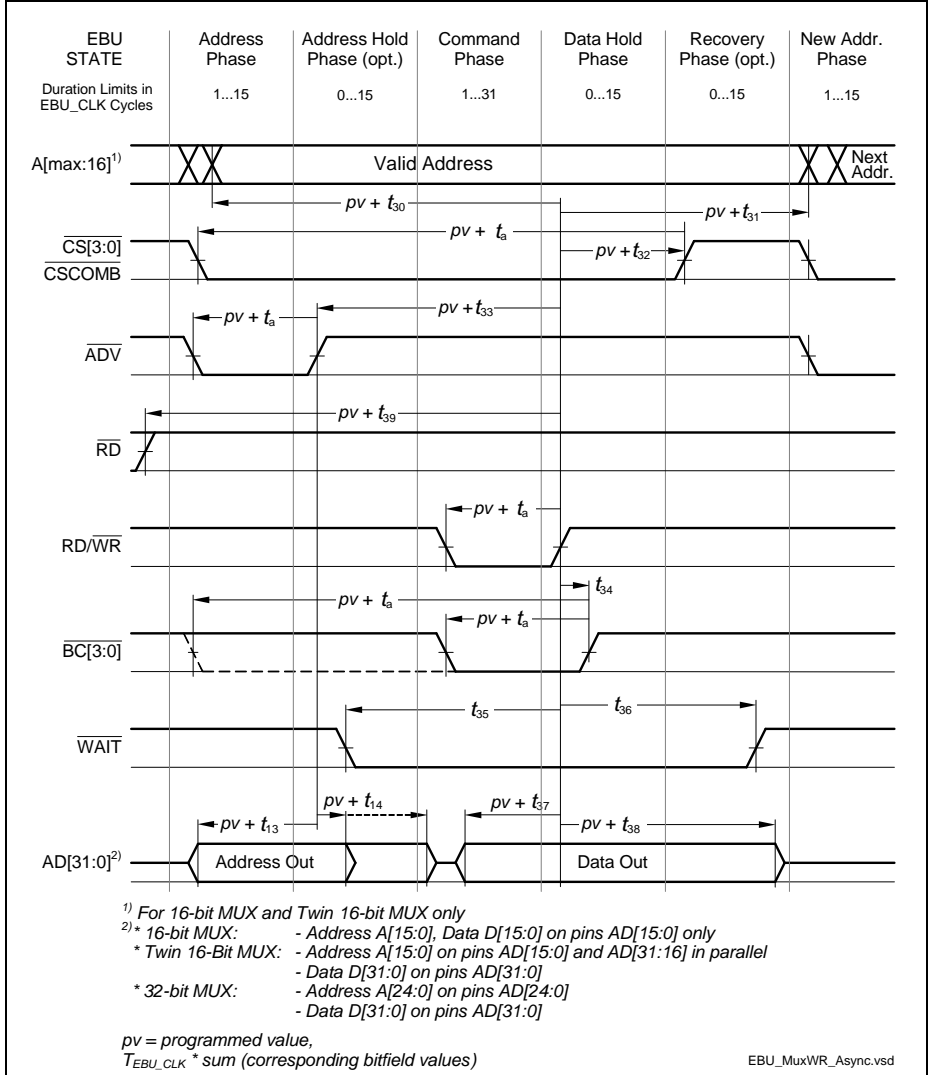 EBU STATE
Address Phase
Address Hold Phase (opt.)
Command Phase
Data Hold Phase
Recovery Phase (opt.)
New Addr. Phase
Duration Limits in EBU_CLK Cycles
1...15
0...15
1...31
0...15
0...15
1...15
A[max:16]1)
Valid Address
Next Addr.
pv + t30
pv + t31
CS[3:0]
CSCOMB
pv + ta
pv + t32
ADV
pv + ta
pv + t33
RD
pv + t39
RD/WR
pv + ta
t34
BC[3:0]
pv + ta
pv + ta
WAIT
t35
t36
AD[31:0]2)
pv + t13
pv + t14
pv + t37
pv + t38
Address Out
Data Out
1) For 16-bit MUX and Twin 16-bit MUX only
2) * 16-bit MUX: - Address A[15:0], Data D[15:0] on pins AD[15:0] only
* Twin 16-Bit MUX: - Address A[15:0] on pins AD[15:0] and AD[31:16] in parallel
- Data D[31:0] on pins AD[31:0]
* 32-bit MUX: - Address A[24:0] on pins AD[24:0]
- Data D[31:0] on pins AD[31:0]
pv = programmed value,
TEBU_CLK * sum (corresponding bitfield values)
EBU_MuxWR_Async.vsd